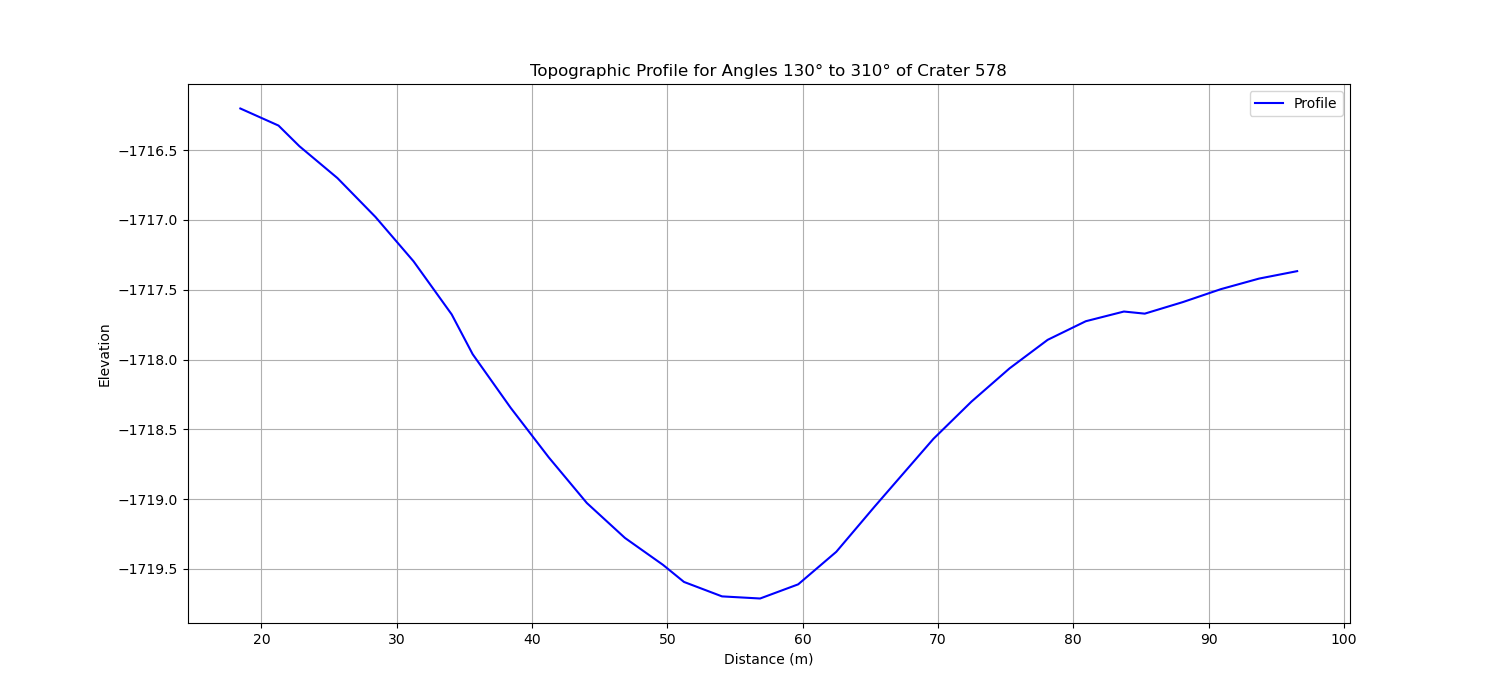 Topographic Profile for Angles 130° to 310° of Crater 578
Profile
−1716.5
−1717.0
−1717.5
−1718.0
−1718.5
−1719.0
−1719.5
Elevation
20 30 40 50 60 70 80 90 100
Distance (m)